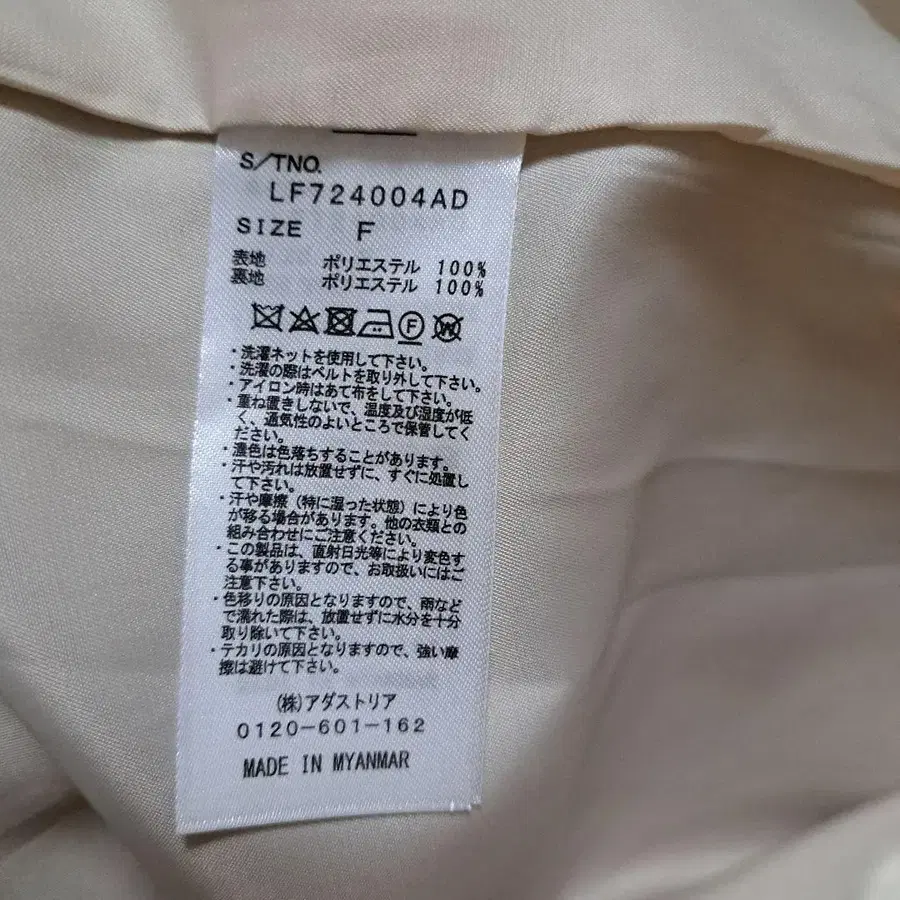 S/TNO.
LF724004AD
SIZE F
表地 ポリエステル 100%
裏地 ポリエステル 100%
F W
・洗濯ネットを使用して下さい。
・洗濯の際はベルトを取り外して下さい。
・アイロン時はあて布をして下さい。
・重ね置きしないで、温度及び湿度が低
く、通気性のよいところで保管してく
ださい。
・濃色は色落ちすることがあります。
・汗や汚れは放置せずに、すぐに処置し
て下さい。
・汗や摩擦（特に湿った状態）により色
が移る場合があります。他の衣類との
組み合わせにご注意ください。
・この製品は、直射日光等により変色す
る事がありますので、お取扱いにはご
注意下さい。
・色移りの原因となりますので、雨など
で濡れた際は、放置せずに水分を十分
取り除いて下さい。
・テカリの原因となりますので、強い摩
擦は避けて下さい。
（株）アダストリア
0120-601-162
MADE IN MYANMAR